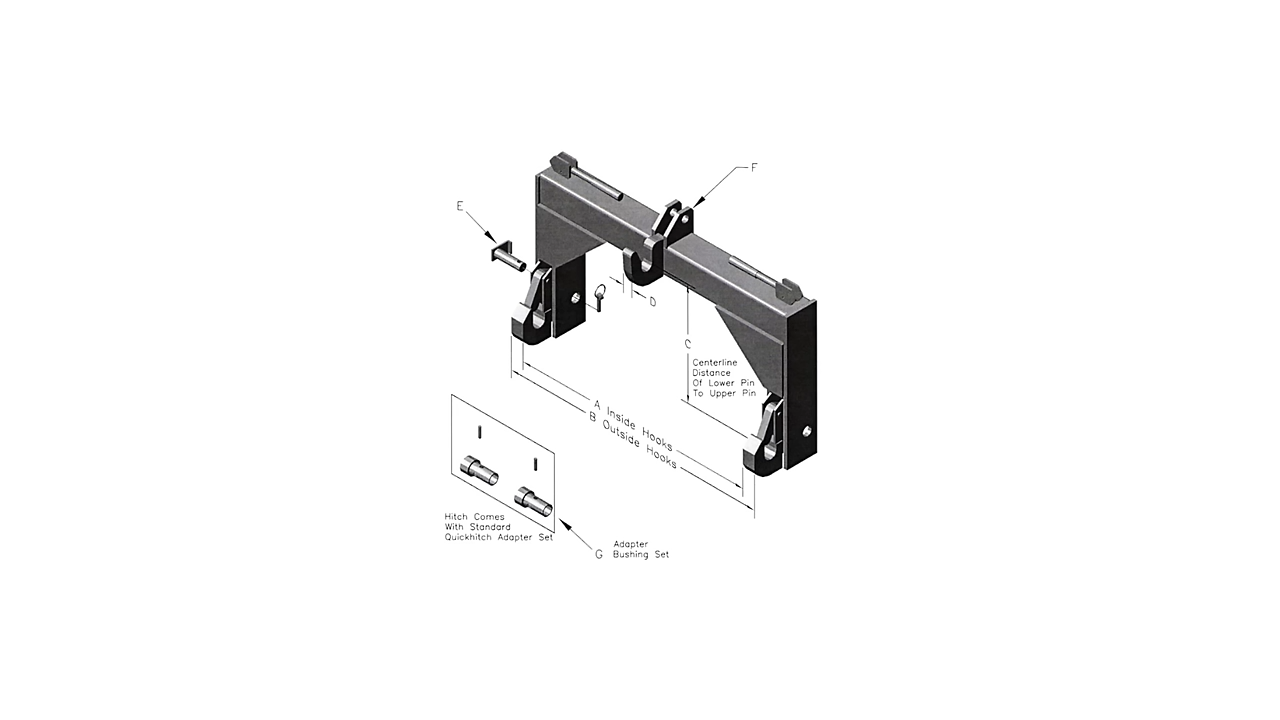 F
E
D
C
Centerline
Distance
Of Lower Pin
To Upper Pin
A Inside Hooks
B Outside Hooks
Hitch Comes
With Standard
Quickhitch Adapter Set
G Adapter
Bushing Set